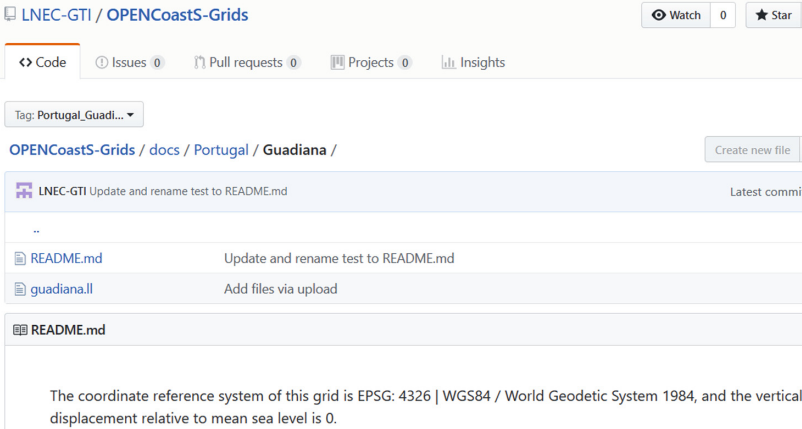 LNEC-GTI / OPENCoastS-Grids
Watch 0 Star
Code Issues 0 Pull requests 0 Projects 0 Insights
Tag: Portugal_Guadi...
OPENCoastS-Grids / docs / Portugal / Guadiana / Create new file
LNEC-GTI Update and rename test to README.md Latest commi
..
README.md Update and rename test to README.md
guadiana.ll Add files via upload
README.md
The coordinate reference system of this grid is EPSG: 4326 | WGS84 / World Geodetic System 1984, and the vertical
displacement relative to mean sea level is 0.